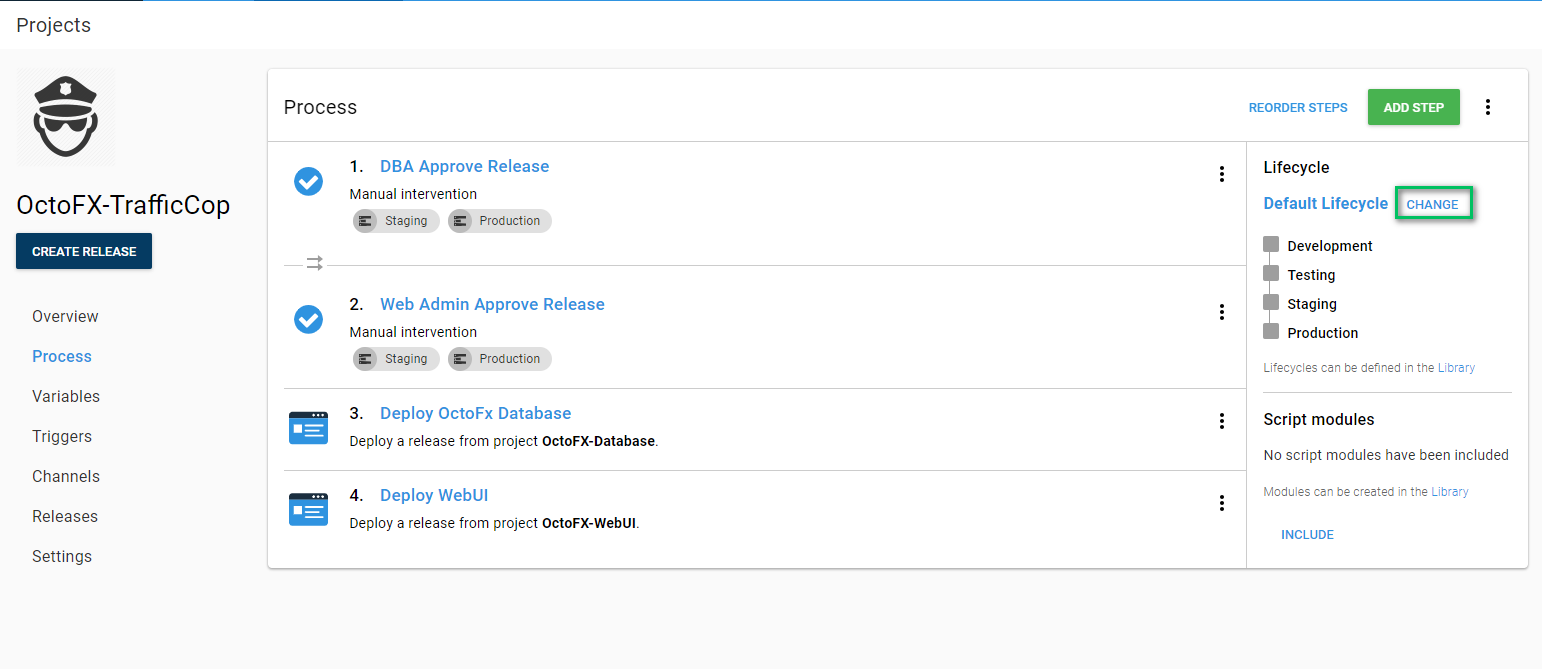 Projects
OctoFX-TrafficCop
CREATE RELEASE
Overview
Process
Variables
Triggers
Channels
Releases
Settings
Process
REORDER STEPS
ADD STEP
1. DBA Approve Release
Manual intervention
Staging Production
2. Web Admin Approve Release
Manual intervention
Staging Production
3. Deploy OctoFx Database
Deploy a release from project OctoFX-Database.
4. Deploy WebUI
Deploy a release from project OctoFX-WebUI.
Lifecycle
Default Lifecycle CHANGE
Development
Testing
Staging
Production
Lifecycles can be defined in the Library
Script modules
No script modules have been included
Modules can be created in the Library
INCLUDE